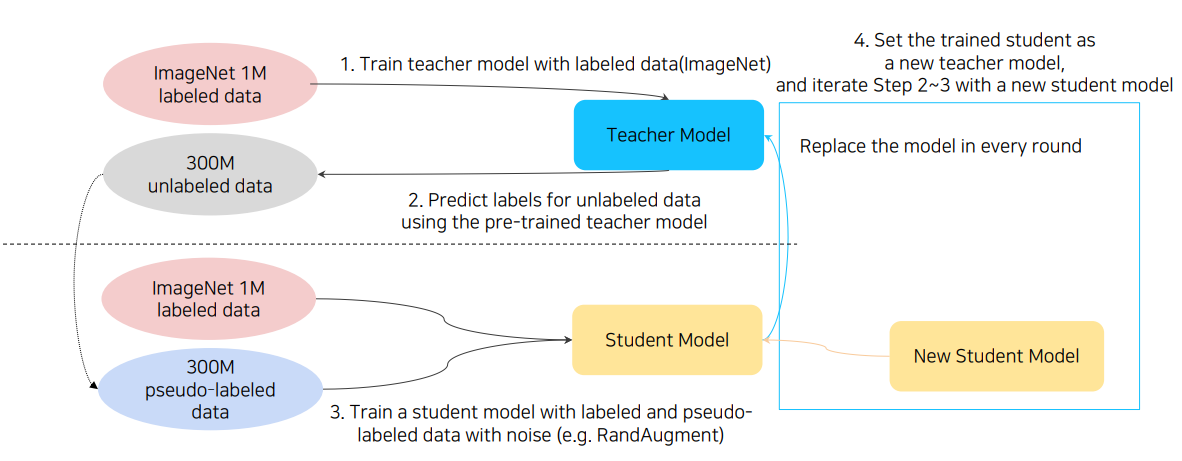 ImageNet 1M
labeled data
1. Train teacher model with labeled data(ImageNet)
4. Set the trained student as
a new teacher model,
and iterate Step 2~3 with a new student model
Teacher Model
Replace the model in every round
300M
unlabeled data
2. Predict labels for unlabeled data
using the pre-trained teacher model
ImageNet 1M
labeled data
Student Model
New Student Model
300M
pseudo-labeled
data
3. Train a student model with labeled and pseudo-
labeled data with noise (e.g. RandAugment)